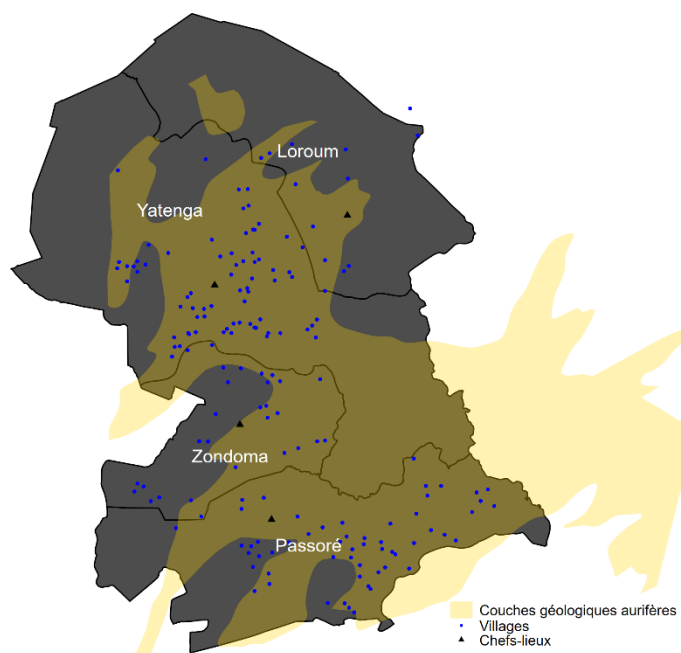 Loroum
Yatenga
Zondoma
Passoré
Couches géologiques aurifères
Villages
Chefs-lieux